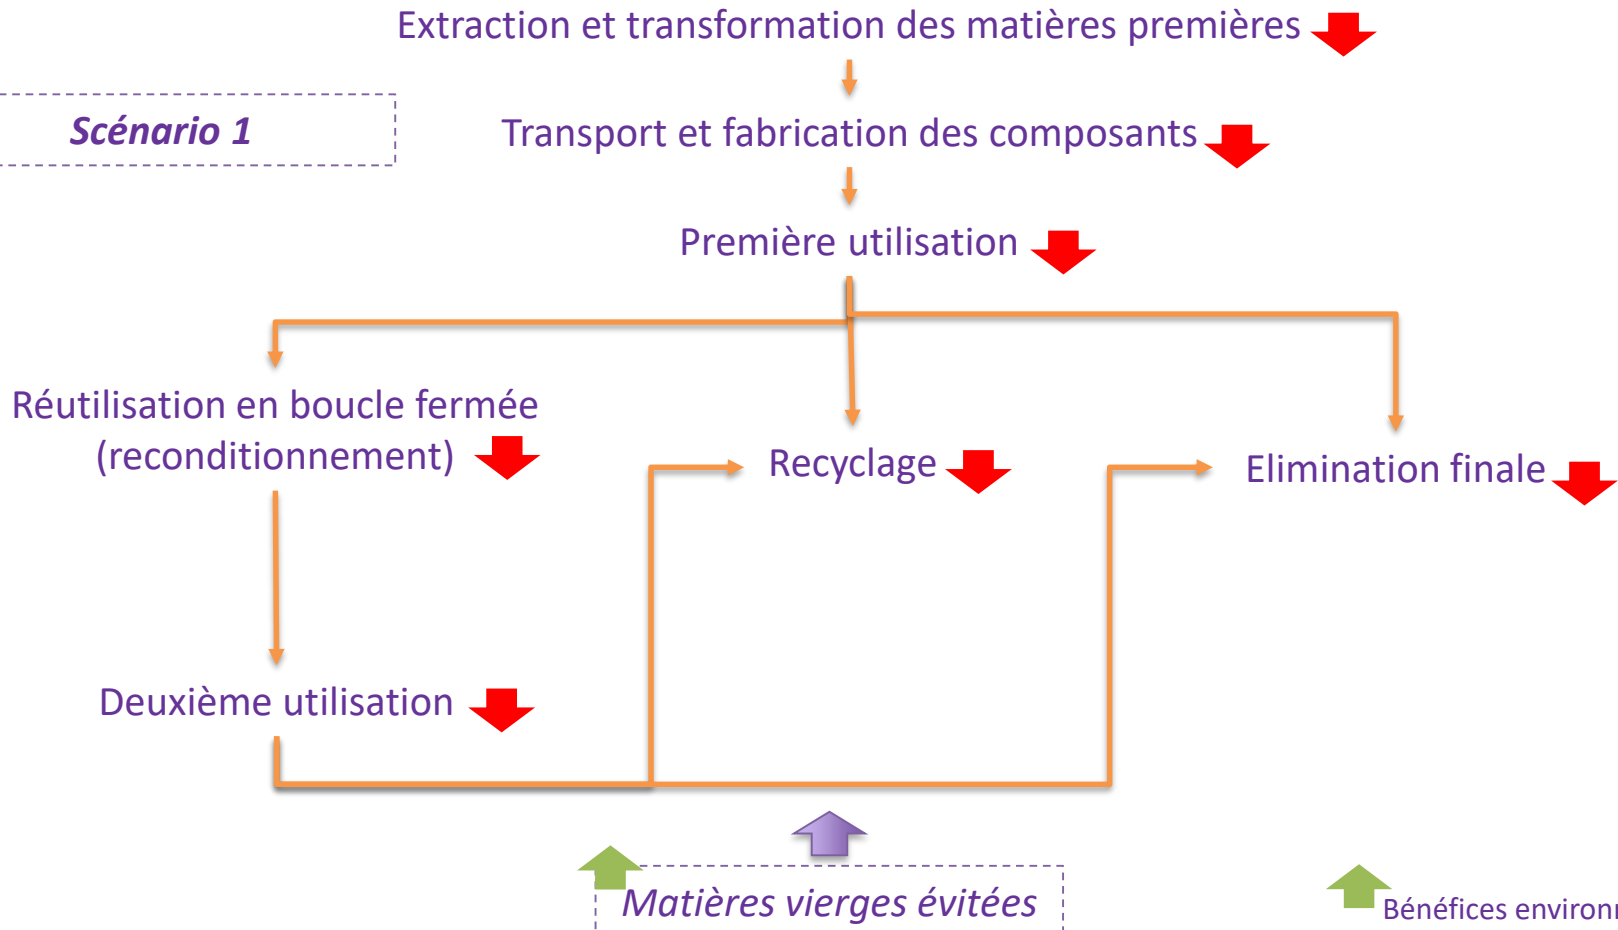 Extraction et transformation des matières premières
Scénario 1
Transport et fabrication des composants
Première utilisation
Réutilisation en boucle fermée
(reconditionnement)
Recyclage
Elimination finale
Deuxième utilisation
Matières vierges évitées
Bénéfices